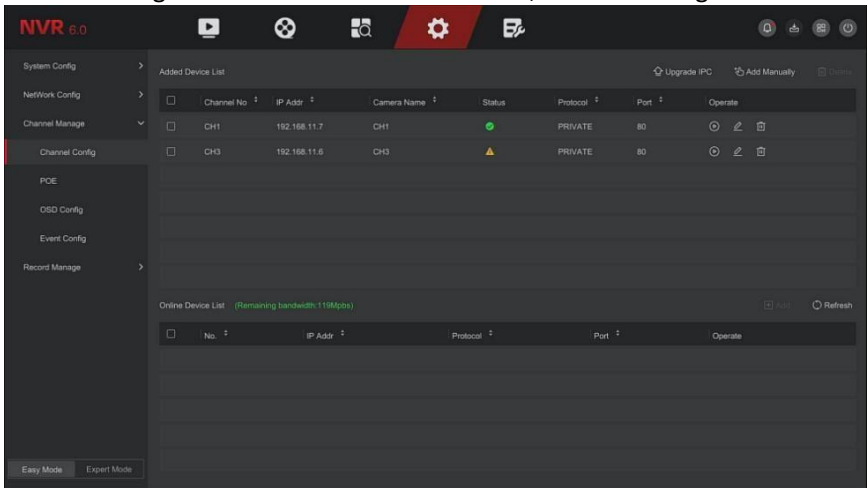 NVR 6.0
System Config
NetWork Config
Channel Manage
Channel Config
POE
OSD Config
Event Config
Record Manage
Easy Mode Expert Mode
Added Device List Upgrade IPC Add Manually Delete
Channel No IP Addr Camera Name Status Protocol Port Operate
CH1 192.168.11.7 CH1 PRIVATE 80
CH3 192.168.11.6 CH3 PRIVATE 80
Online Device List (Remaining bandwidth:119Mpbs) Add Refresh
No. IP Addr Protocol Port Operate